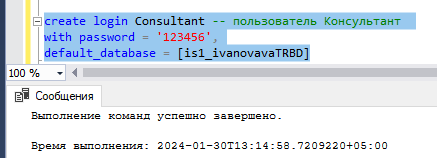 create login Consultant -- пользователь Консультант
with password = '123456',
default_database = [is1_ivanovavaTRBD]
100 %
Сообщения
Выполнение команд успешно завершено.
Время выполнения: 2024-01-30T13:14:58.7209220+05:00